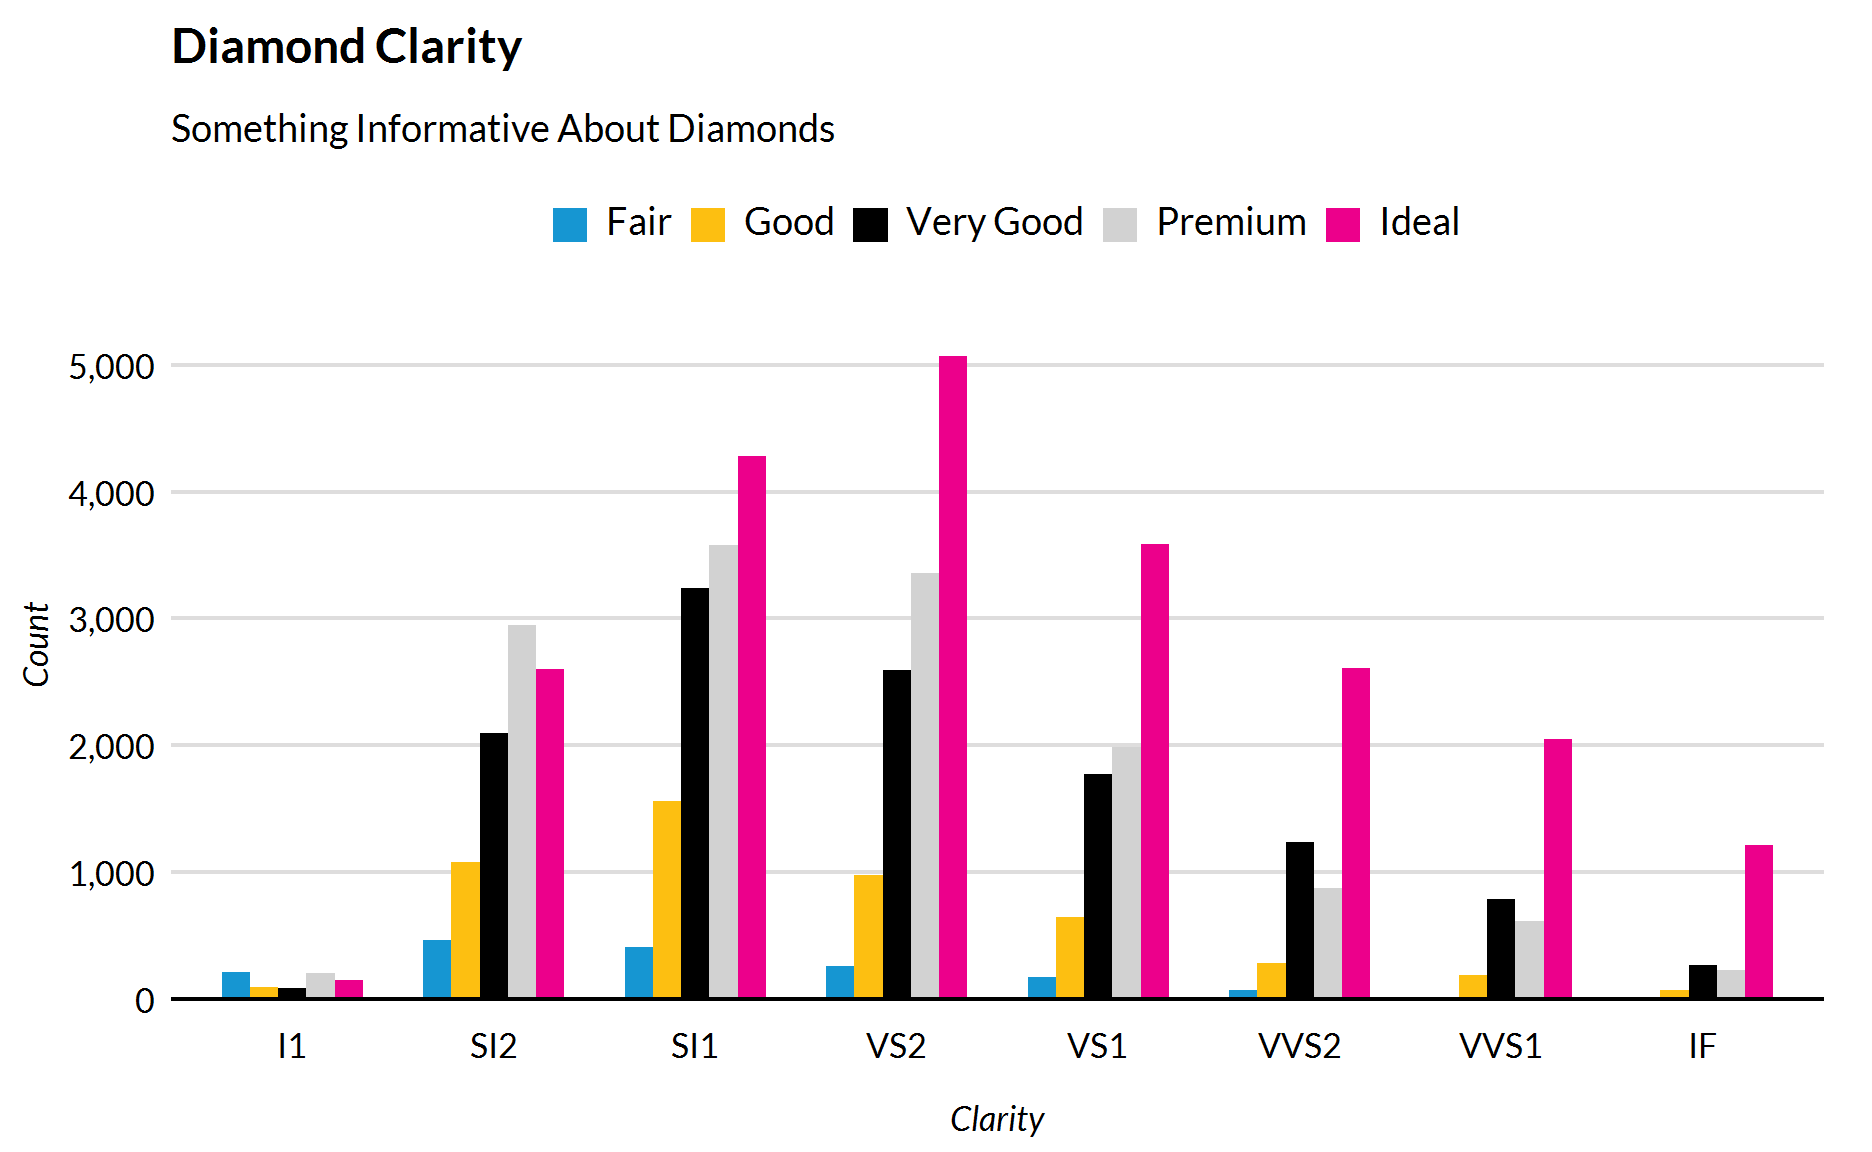 Diamond Clarity
Something Informative About Diamonds
Fair Good Very Good Premium Ideal
5,000
4,000
3,000
2,000
1,000
0
Count
I1 SI2 SI1 VS2 VS1 VVS2 VVS1 IF
Clarity